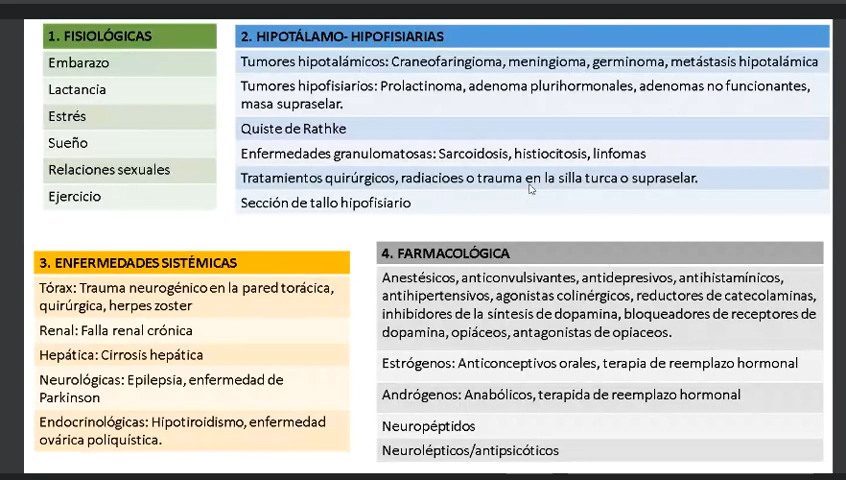 1. FISIOLÓGICAS
Embarazo
Lactancia
Estrés
Sueño
Relaciones sexuales
Ejercicio
2. HIPOTÁLAMO- HIPOFISIARIAS
Tumores hipotalámicos: Craneofaringioma, meningioma, germinoma, metástasis hipotalámica
Tumores hipofisiarios: Prolactinoma, adenoma plurihormonales, adenomas no funcionantes,
masa supraselar.
Quiste de Rathke
Enfermedades granulomatosas: Sarcoidosis, histiocitosis, linfomas
Tratamientos quirúrgicos, radiacioes o trauma en la silla turca o supraselar.
Sección de tallo hipofisiario
3. ENFERMEDADES SISTÉMICAS
Tórax: Trauma neurogénico en la pared torácica,
quirúrgica, herpes zoster
Renal: Falla renal crónica
Hepática: Cirrosis hepática
Neurológicas: Epilepsia, enfermedad de
Parkinson
Endocrinológicas: Hipotiroidismo, enfermedad
ovárica poliquística.
4. FARMACOLÓGICA
Anestésicos, anticonvulsivantes, antidepresivos, antihistamínicos,
antihipertensivos, agonistas colinérgicos, reductores de catecolaminas,
inhibidores de la síntesis de dopamina, bloqueadores de receptores de
dopamina, opiáceos, antagonistas de opiaceos.
Estrógenos: Anticonceptivos orales, terapia de reemplazo hormonal
Andrógenos: Anabólicos, terapida de reemplazo hormonal
Neuropéptidos
Neurolépticos/antipsicóticos